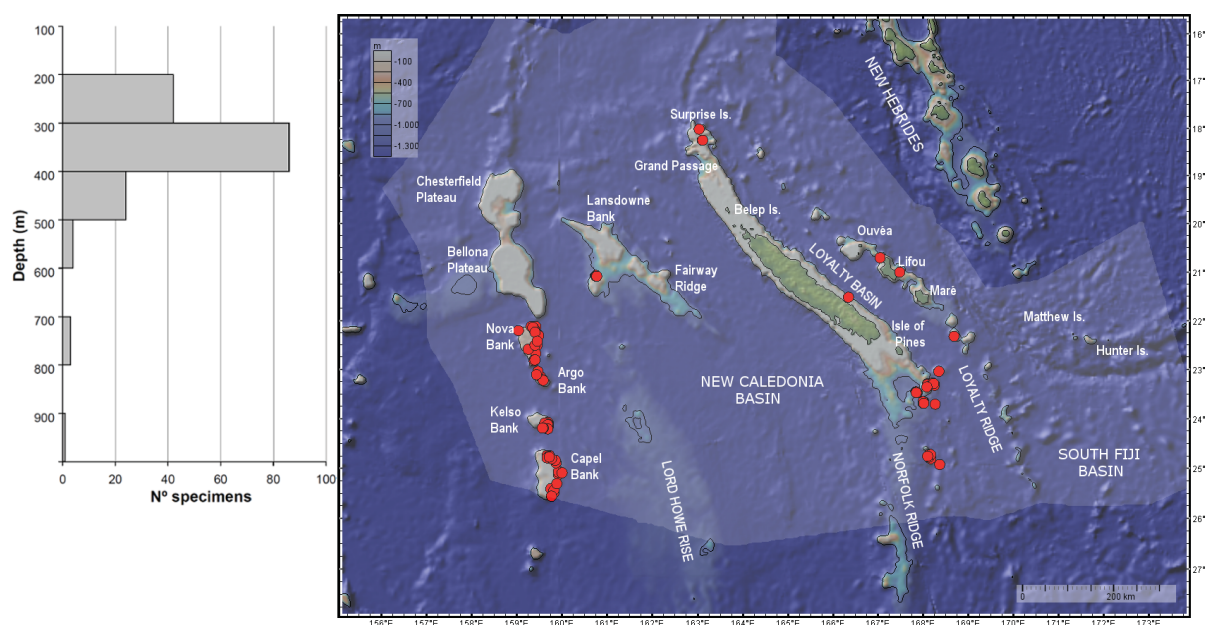 100
200
300
400
500
600
700
800
900
Depth (m)
0
20
40
60
80
100
Nº specimens
m
-100
-400
-700
-1.000
-1.300
Surprise Is.
Grand Passage
NEW HEBRIDES
Chesterfield
Plateau
Lansdowne
Bank
Belep Is.
Bellona
Plateau
Fairway
Ridge
Ouvèa
Lifou
Marè
LOYALTY BASIN
Nova
Bank
Isle of
Pines
Matthew Is.
Hunter Is.
Argo
Bank
NEW CALEDONIA
BASIN
LOYALTY RIDGE
Kelso
Bank
Capel
Bank
LORD HOWE RISE
NORFOLK RIDGE
SOUTH FIJI
BASIN
0
200 km
16°
17°
18°
19°
20°
21°
22°
23°
24°
25°
26°
27°
156°E
157°E
158°E
159°E
160°E
161°E
162°E
163°E
164°E
165°E
166°E
167°E
168°E
169°E
170°E
171°E
172°E
173°E